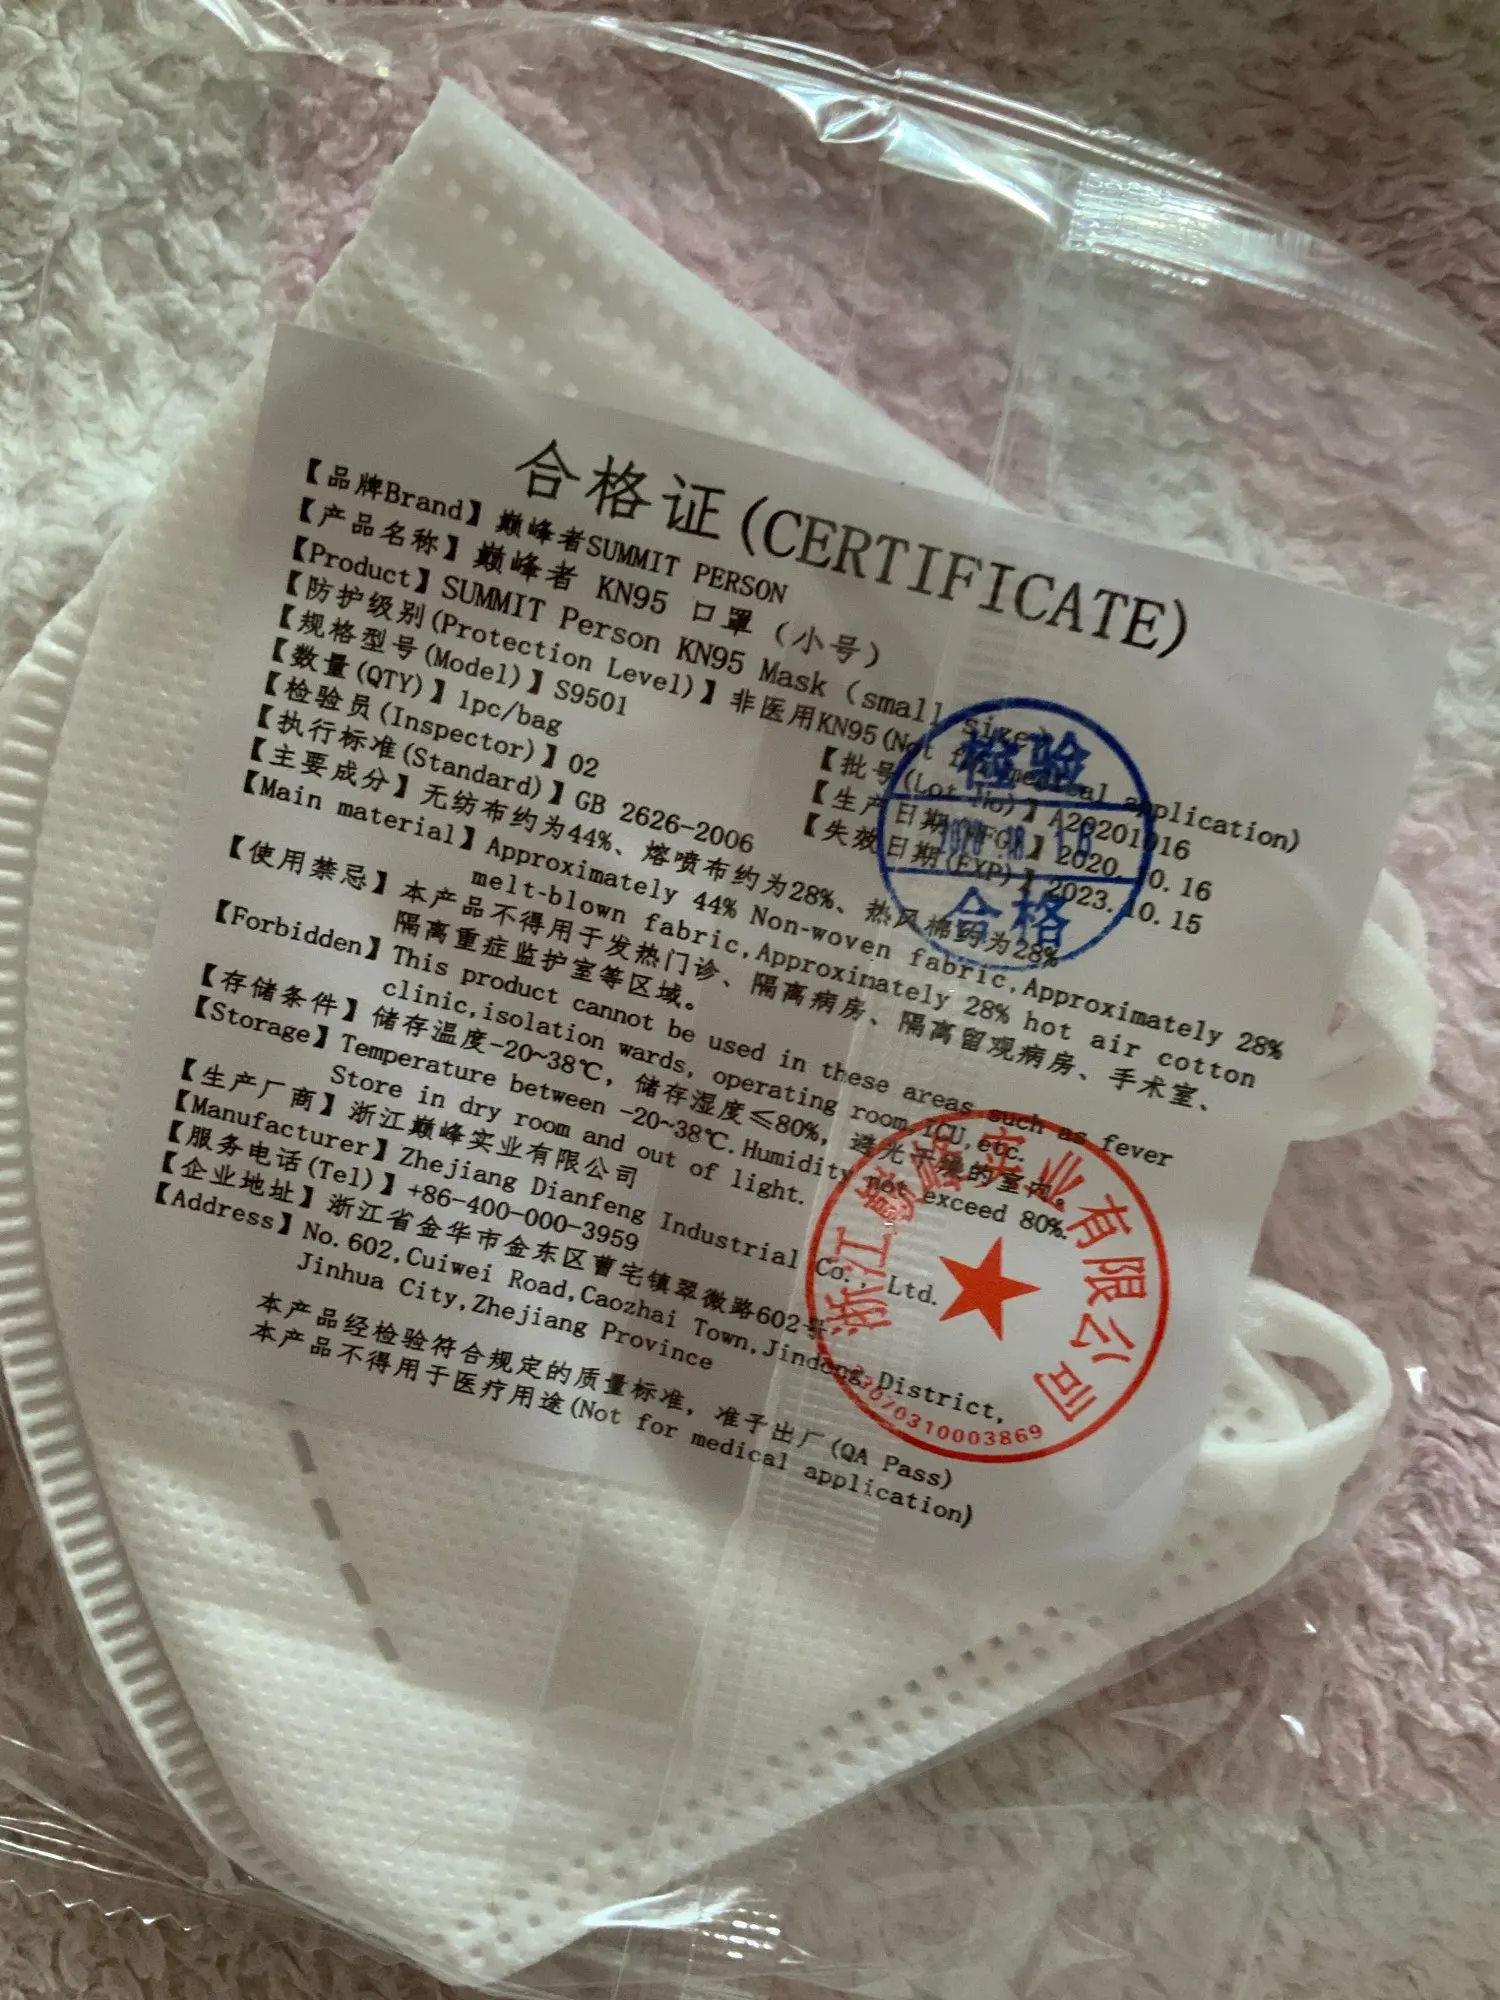 合格证(CERTIFICATE)
【品牌Brand】巅峰者SUMMIT PERSON
【产品名称】巅峰者 KN95 口罩（小号）
【Product】SUMMIT Person KN95 Mask（small size）
【防护级别(Protection Level)】非医用KN95(Not for medical application)
【规格型号(Model)】S9501
【批号(Lot No)】A20201016
【数量(QTY)】1pc/bag
【生产日期(MFG)】2020.10.16
【检验员(Inspector)】02
【失效日期(EXP)】2023.10.15
【执行标准(Standard)】GB 2626-2006
【主要成分】无纺布约为44%、熔喷布约为28%、热风棉约为28%
【Main material】Approximately 44% Non-woven fabric,Approximately 28%
melt-blown fabric,Approximately 28% hot air cotton
【使用禁忌】本产品不得用于发热门诊、隔离病房、隔离留观病房、手术室、
隔离重症监护室等区域。
【Forbidden】This product cannot be used in these areas such as fever
clinic,isolation wards, operating room,ICU,etc.
【存储条件】储存温度-20~38℃，储存湿度≤80%，避光干燥的室内。
【Storage】Temperature between -20~38℃.Humidity not exceed 80%.
Store in dry room and out of light.
【生产厂商】浙江巅峰实业有限公司
【Manufacturer】Zhejiang Dianfeng Industrial Co., Ltd.
【服务电话(Tel)】+86-400-000-3959
【企业地址】浙江省金华市金东区曹宅镇翠微路602号
【Address】No.602,Cuiwei Road,Caozhai Town,Jindong District,
Jinhua City,Zhejiang Province
本产品经检验符合规定的质量标准，准予出厂(QA Pass)
本产品不得用于医疗用途(Not for medical application)
检验
合格
浙江巅峰实业有限公司